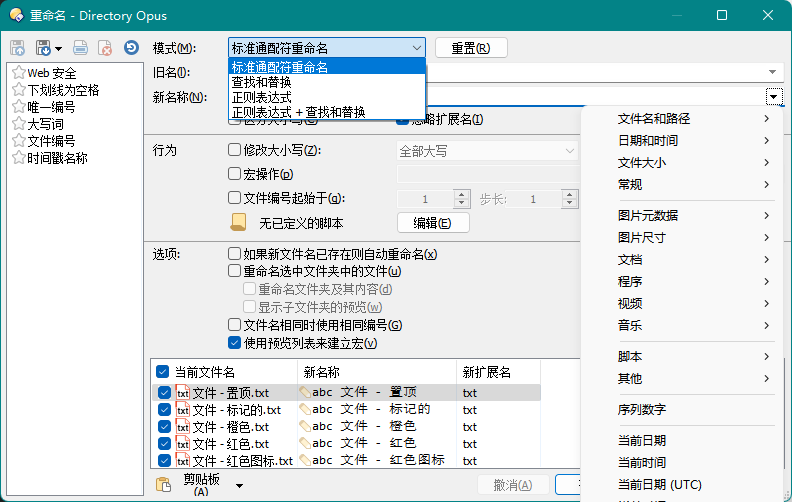 重命名 - Directory Opus
模式(M): 标准通配符重命名 重置(R)
标准通配符重命名
查找和替换
正则表达式
正则表达式 + 查找和替换
旧名(I):
新名称(N):
忽略扩展名(I)
Web 安全
下划线为空格
唯一编号
大写词
文件编号
时间戳名称
行为
修改大小写(Z): 全部大写
宏操作(p)
文件编号起始于(g): 1 步长: 1
无已定义的脚本 编辑(E)
选项:
如果新文件名已存在则自动重命名(x)
重命名选中文件夹中的文件(u)
重命名文件夹及其内容(d)
显示子文件夹的预览(w)
文件名相同时使用相同编号(G)
使用预览列表来建立宏(v)
当前文件名 新名称 新扩展名
文件 - 置顶.txt abc 文件 - 置顶 txt
文件 - 标记的.txt abc 文件 - 标记的 txt
文件 - 橙色.txt abc 文件 - 橙色 txt
文件 - 红色.txt abc 文件 - 红色 txt
文件 - 红色图标.txt abc 文件 - 红色图标 txt
剪贴板
(A)
撤消(A)
文件名和路径
日期和时间
文件大小
常规
图片元数据
图片尺寸
文档
程序
视频
音乐
脚本
其他
序列数字
当前日期
当前时间
当前日期 (UTC)